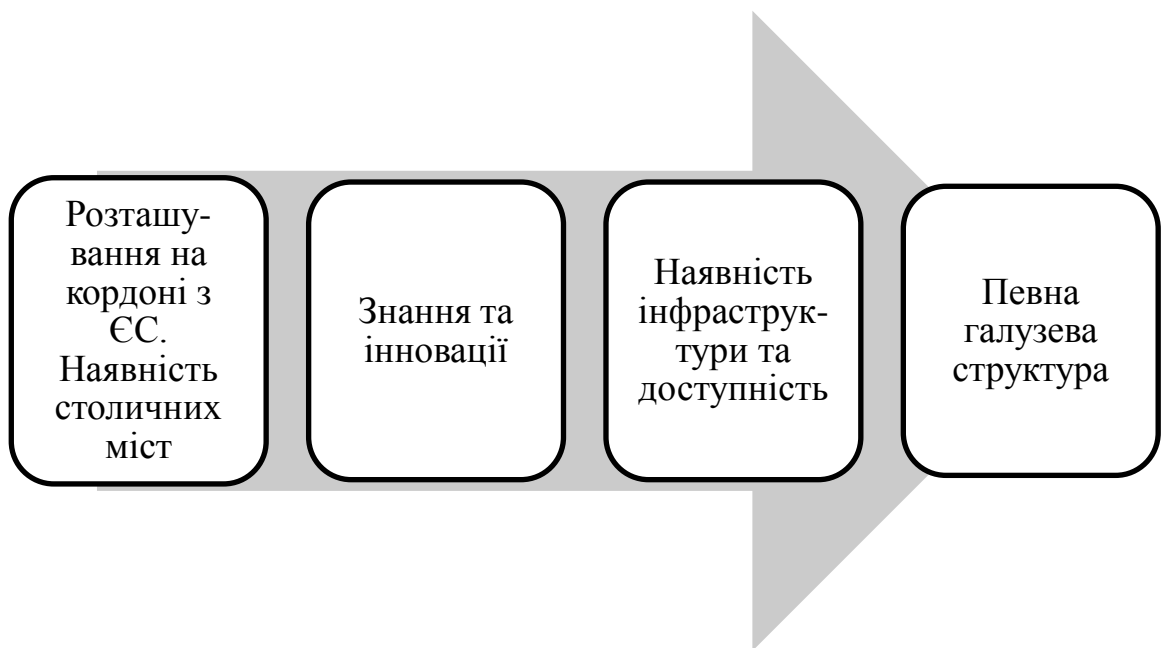 Розташу-
вання на
кордоні з
ЄС.
Наявність
столичних
міст
Знання та
інновації
Наявність
інфраструк-
тури та
доступність
Певна
галузева
структура